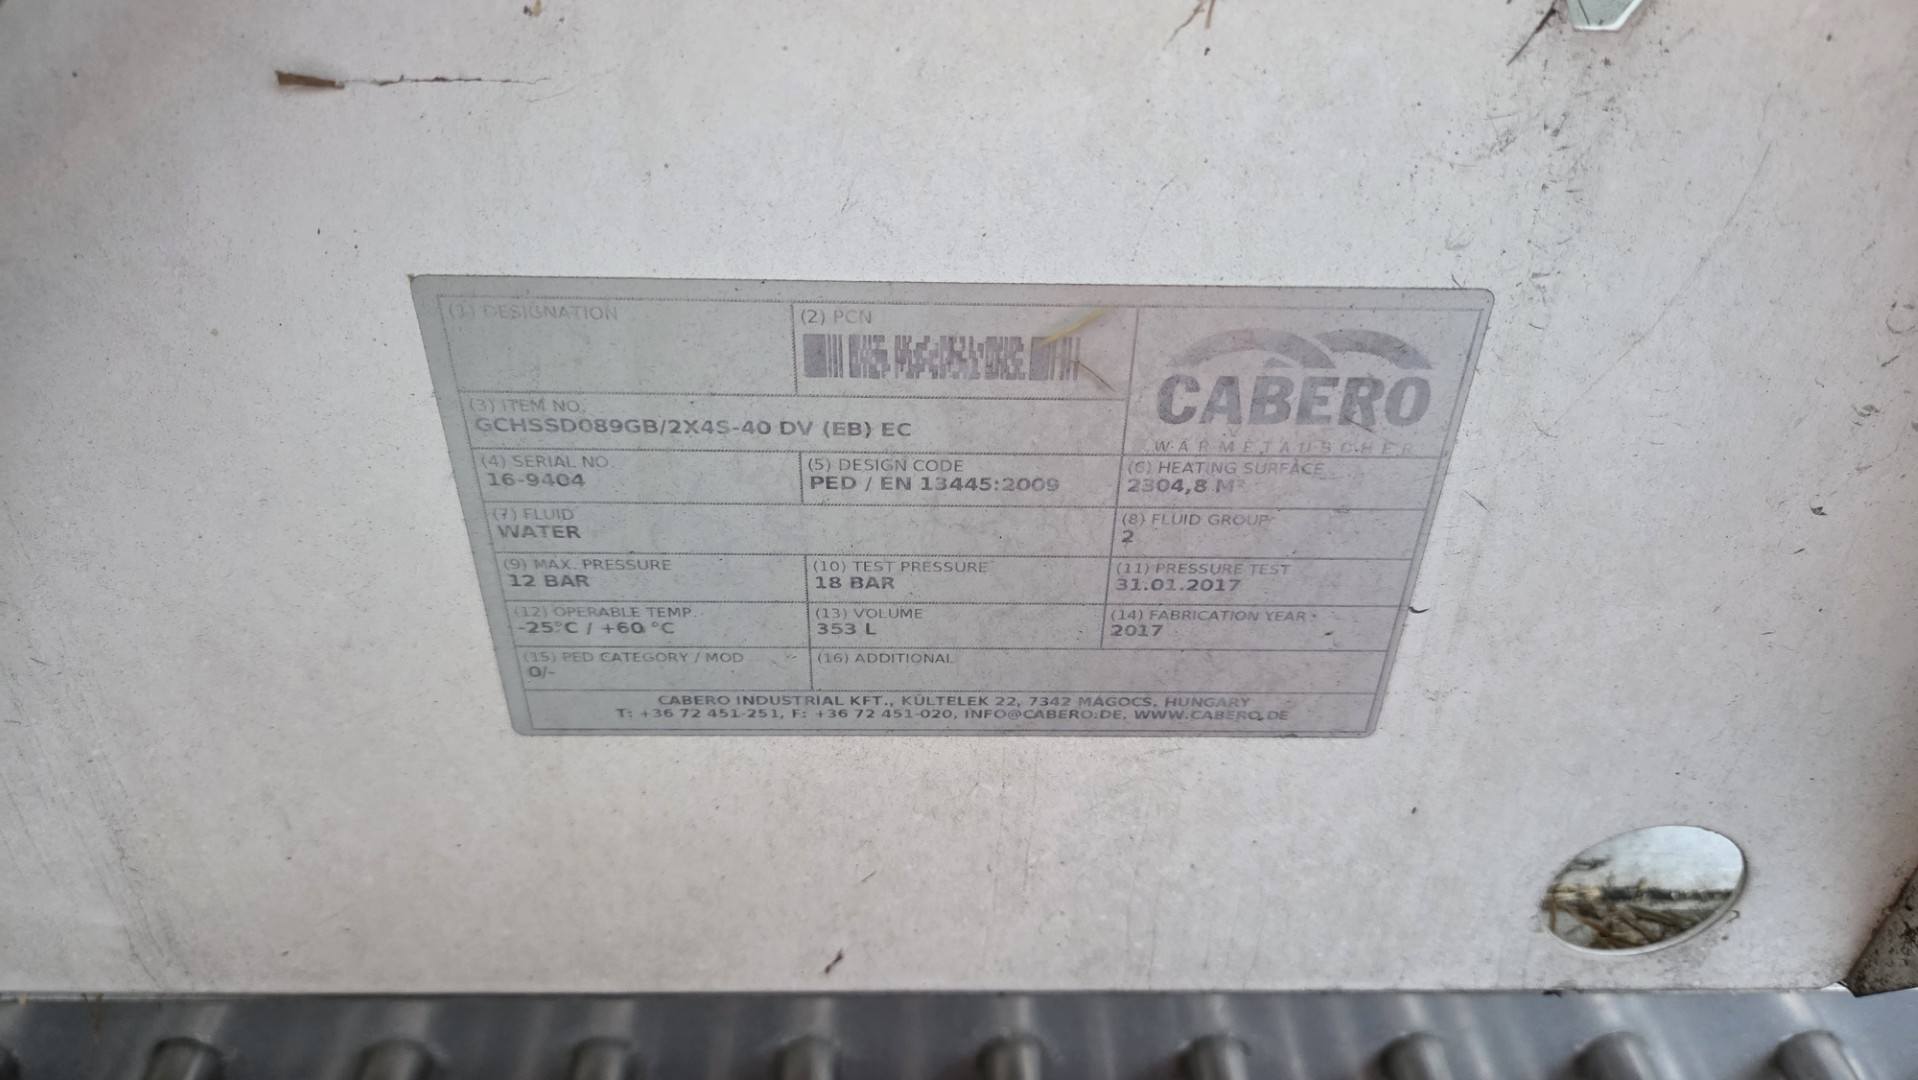 (1) DESIGNATION
(2) PCN
CABERO
WÄRMETAUSCHER
(3) ITEM NO.
GCHSSD089GB/2X4S-40 DV (EB) EC
(4) SERIAL NO.
16-9404
(5) DESIGN CODE
PED / EN 13445:2009
(6) HEATING SURFACE
2304,8 M²
(7) FLUID
WATER
(8) FLUID GROUP
2
(9) MAX. PRESSURE
12 BAR
(10) TEST PRESSURE
18 BAR
(11) PRESSURE TEST
31.01.2017
(12) OPERABLE TEMP.
-25°C / +60 °C
(13) VOLUME
353 L
(14) FABRICATION YEAR
2017
(15) PED CATEGORY / MOD
0/-
(16) ADDITIONAL
CABERO INDUSTRIAL KFT., KÜLTELEK 22, 7342 MAGOCS, HUNGARY
T: +36 72 451-251, F: +36 72 451-020, INFO@CABERO.DE, WWW.CABERO.DE